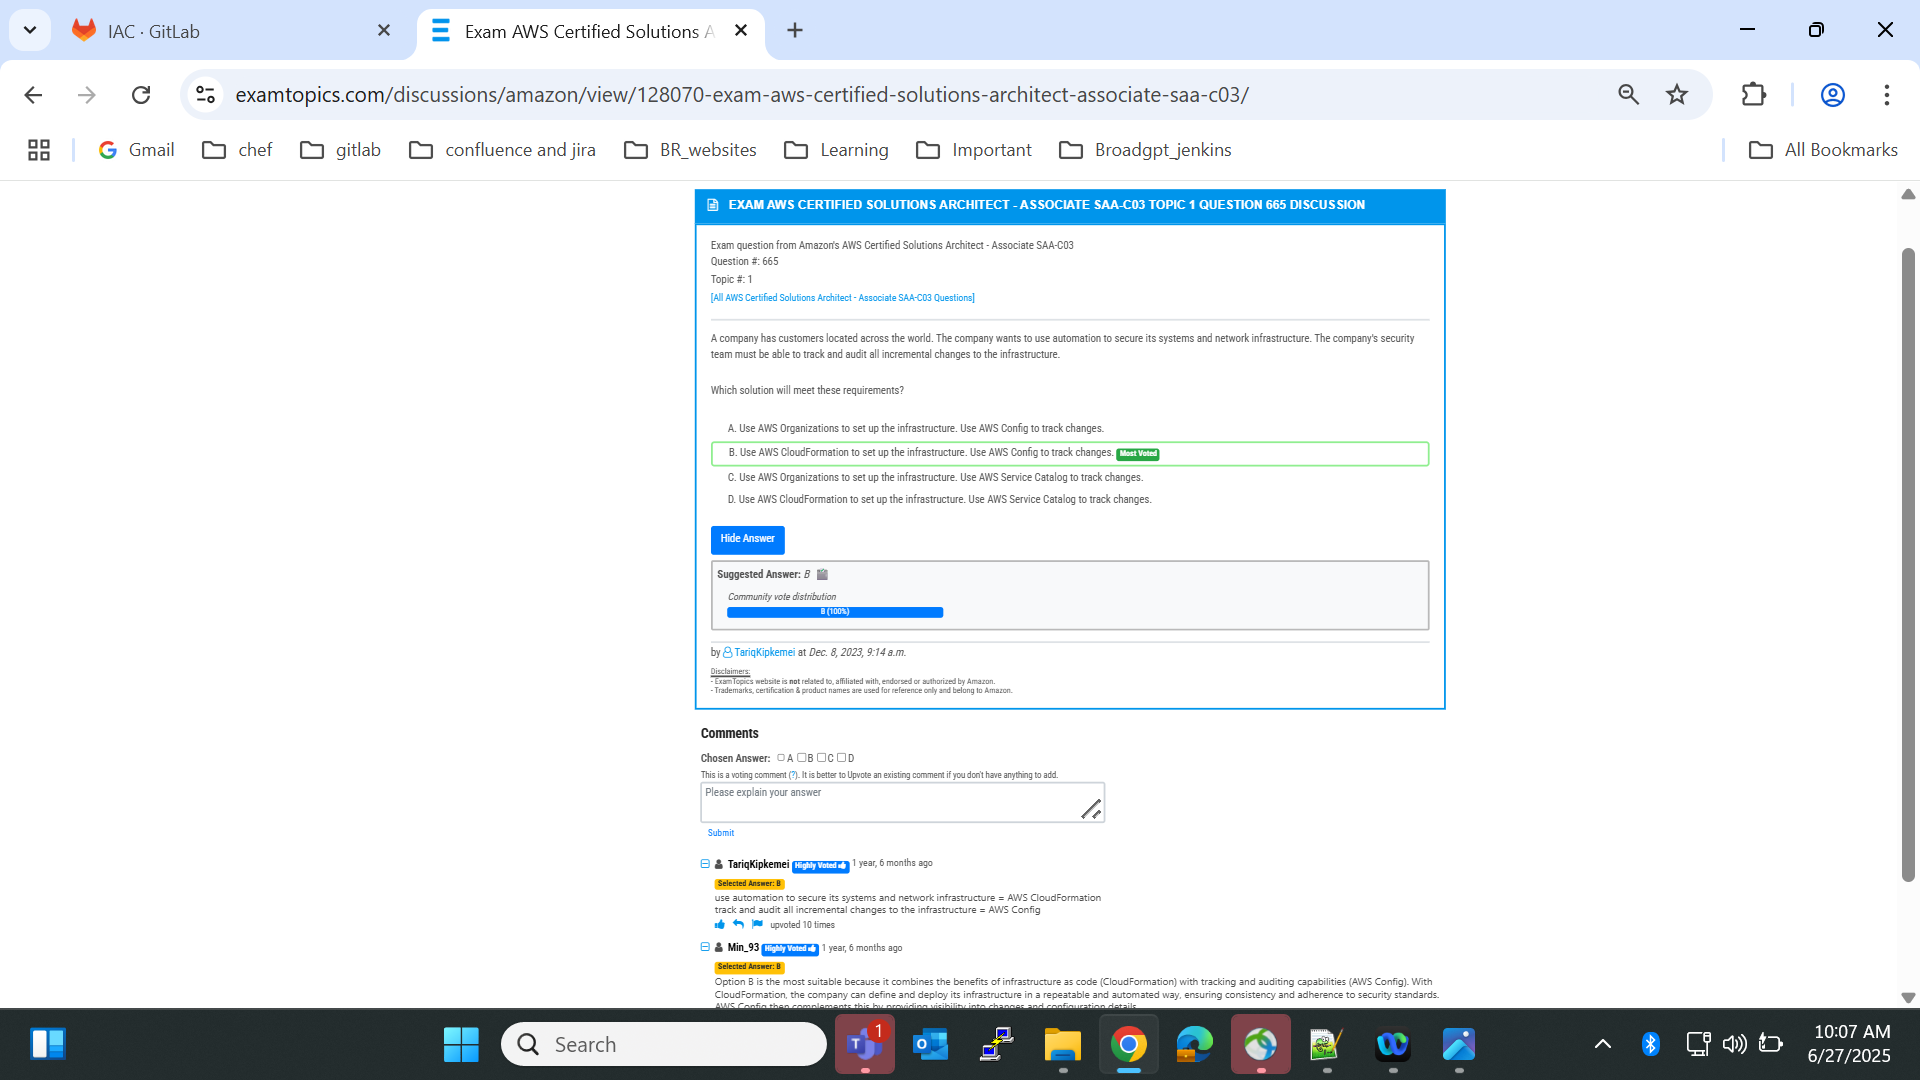 IAC · GitLab
Exam AWS Certified Solutions A
examtopics.com/discussions/amazon/view/128070-exam-aws-certified-solutions-architect-associate-saa-c03/
Gmail
chef
gitlab
confluence and jira
BR_websites
Learning
Important
Broadgpt_jenkins
All Bookmarks
EXAM AWS CERTIFIED SOLUTIONS ARCHITECT - ASSOCIATE SAA-C03 TOPIC 1 QUESTION 665 DISCUSSION
Exam question from Amazon's AWS Certified Solutions Architect - Associate SAA-C03
Question #: 665
Topic #: 1
[All AWS Certified Solutions Architect - Associate SAA-C03 Questions]
A company has customers located across the world. The company wants to use automation to secure its systems and network infrastructure. The company's security
team must be able to track and audit all incremental changes to the infrastructure.
Which solution will meet these requirements?
A. Use AWS Organizations to set up the infrastructure. Use AWS Config to track changes.
B. Use AWS CloudFormation to set up the infrastructure. Use AWS Config to track changes. Most Voted
C. Use AWS Organizations to set up the infrastructure. Use AWS Service Catalog to track changes.
D. Use AWS CloudFormation to set up the infrastructure. Use AWS Service Catalog to track changes.
Hide Answer
Suggested Answer: B
Community vote distribution
B (100%)
by TariqKipkemei at Dec. 8, 2023, 9:14 a.m.
Disclaimers:
- ExamTopics website is not related to, affiliated with, endorsed or authorized by Amazon.
- Trademarks, certification & product names are used for reference only and belong to Amazon.
Comments
Chosen Answer: A B C D
This is a voting comment (?). It is better to Upvote an existing comment if you don't have anything to add.
Please explain your answer
Submit
TariqKipkemei Highly Voted 1 year, 6 months ago
Selected Answer: B
use automation to secure its systems and network infrastructure = AWS CloudFormation
track and audit all incremental changes to the infrastructure = AWS Config
upvoted 10 times
Min_93 Highly Voted 1 year, 6 months ago
Selected Answer: B
Option B is the most suitable because it combines the benefits of infrastructure as code (CloudFormation) with tracking and auditing capabilities (AWS Config). With
CloudFormation, the company can define and deploy its infrastructure in a repeatable and automated way, ensuring consistency and adherence to security standards.
AWS Config then complements this by providing visibility into changes and configuration details.
Search
1
10:07 AM
6/27/2025